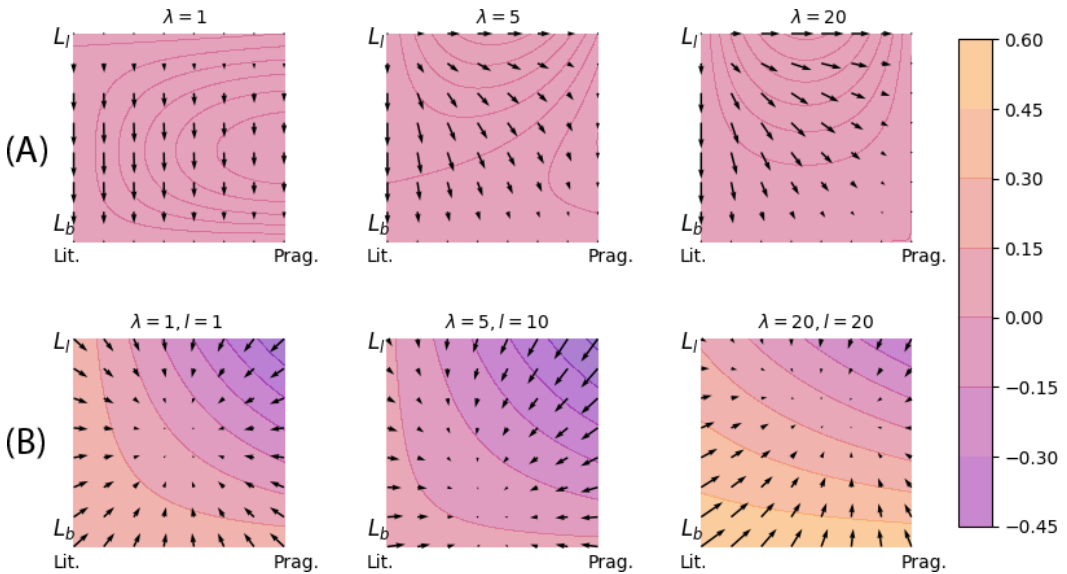 λ = 1
λ = 5
λ = 20
L_l
L_l
L_l
(A)
L_b
L_b
L_b
Lit.
Prag.
Lit.
Prag.
Lit.
Prag.
λ = 1, l = 1
λ = 5, l = 10
λ = 20, l = 20
L_l
L_l
L_l
(B)
L_b
L_b
L_b
Lit.
Prag.
Lit.
Prag.
Lit.
Prag.
0.60
0.45
0.30
0.15
0.00
−0.15
−0.30
−0.45